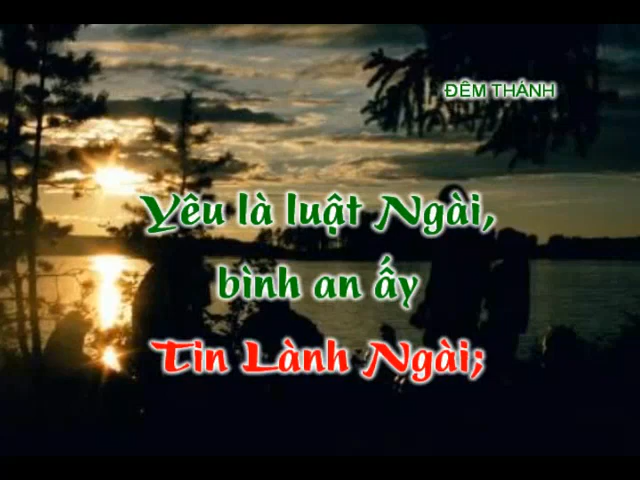 ĐÊM THÁNH
Yêu là luật Ngài,
bình an ấy
Tin Lành Ngài;